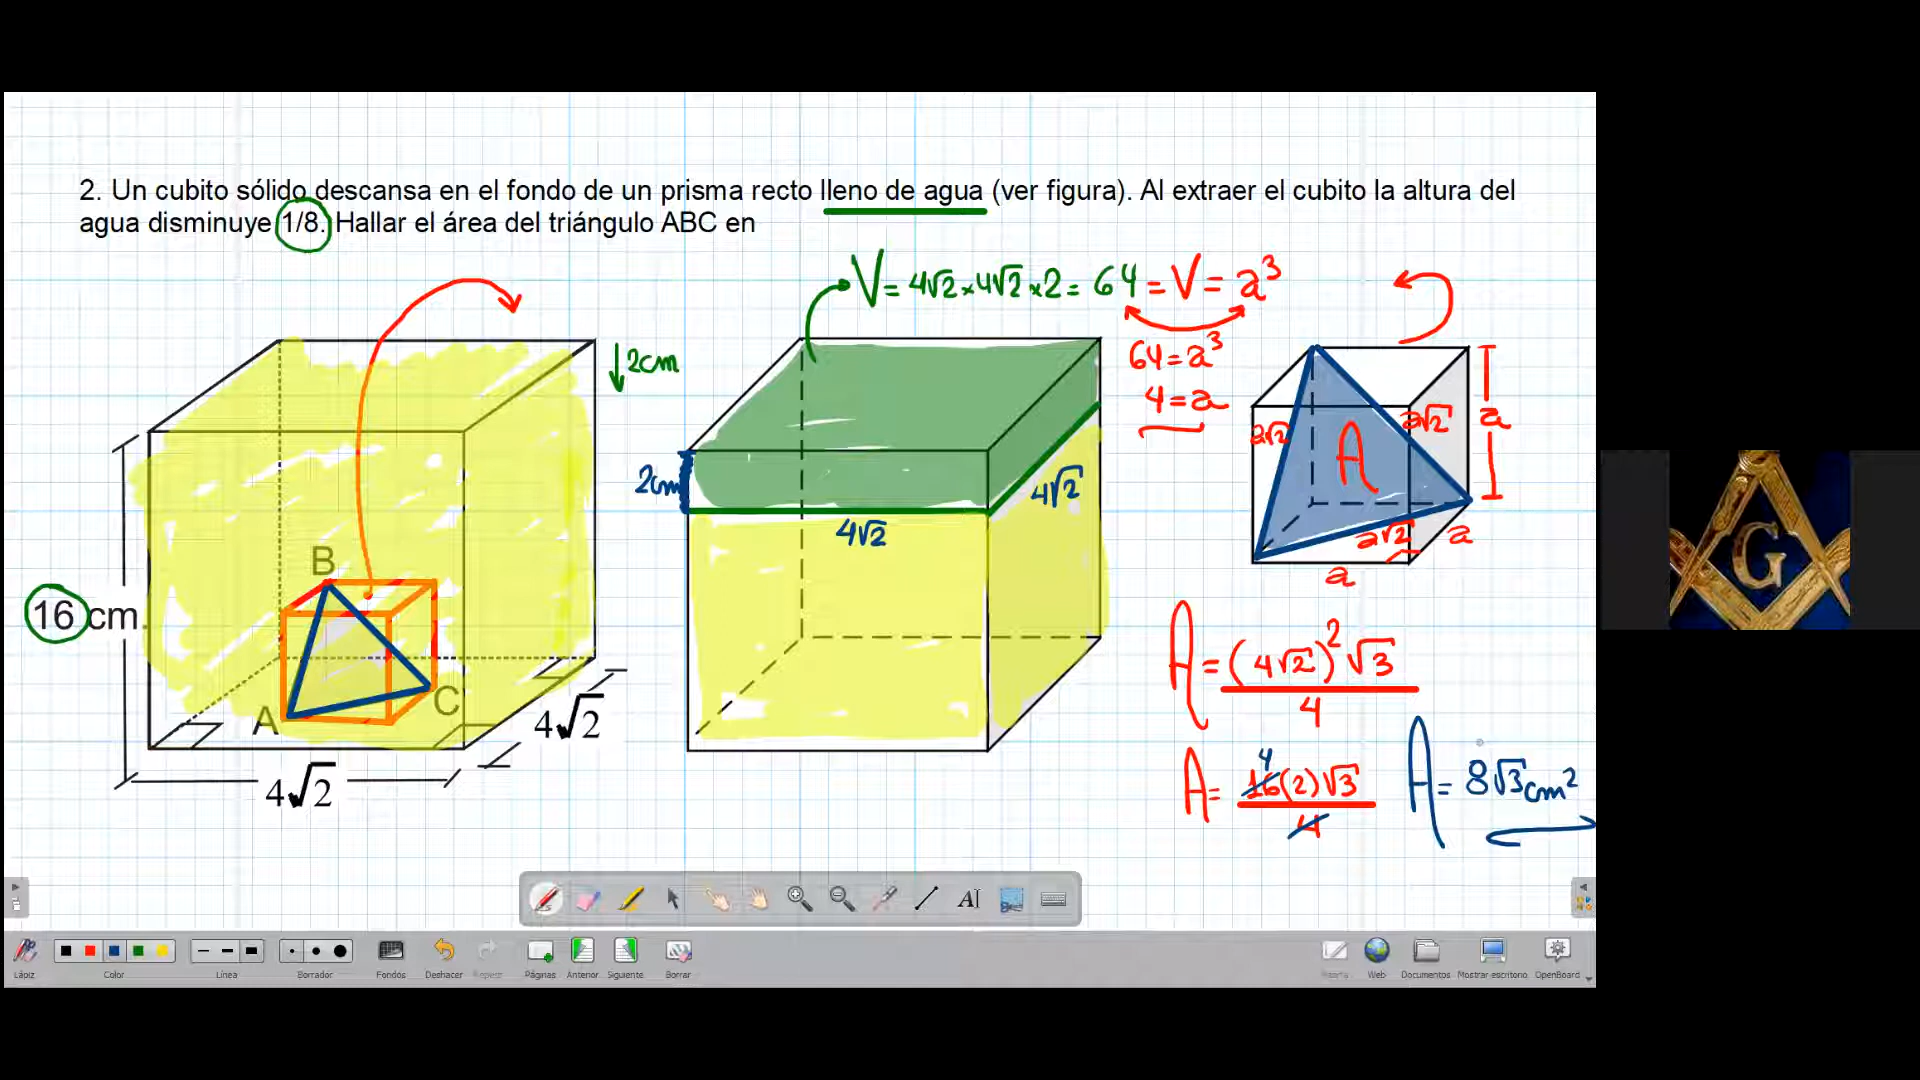 2. Un cubito sólido descansa en el fondo de un prisma recto lleno de agua (ver figura). Al extraer el cubito la altura del
agua disminuye 1/8. Hallar el área del triángulo ABC en
V = 4√2 × 4√2 × 2 = 64 = V = a³
64 = a³
4 = a
2cm
2cm
4√2
4√2
16 cm.
B
A
C
4√2
4√2
a√2
a√2
a√2
A
a
a
a
A = (4√2)²√3
4
A = 16(2)√3
4
4
A = 8√3 cm²
G
AI
Lápiz
Color
Línea
Borrador
Fondos
Deshacer
Páginas
Anterior
Siguiente
Borrar
Web
Documentos
Mostrar escritorio
OpenBoard